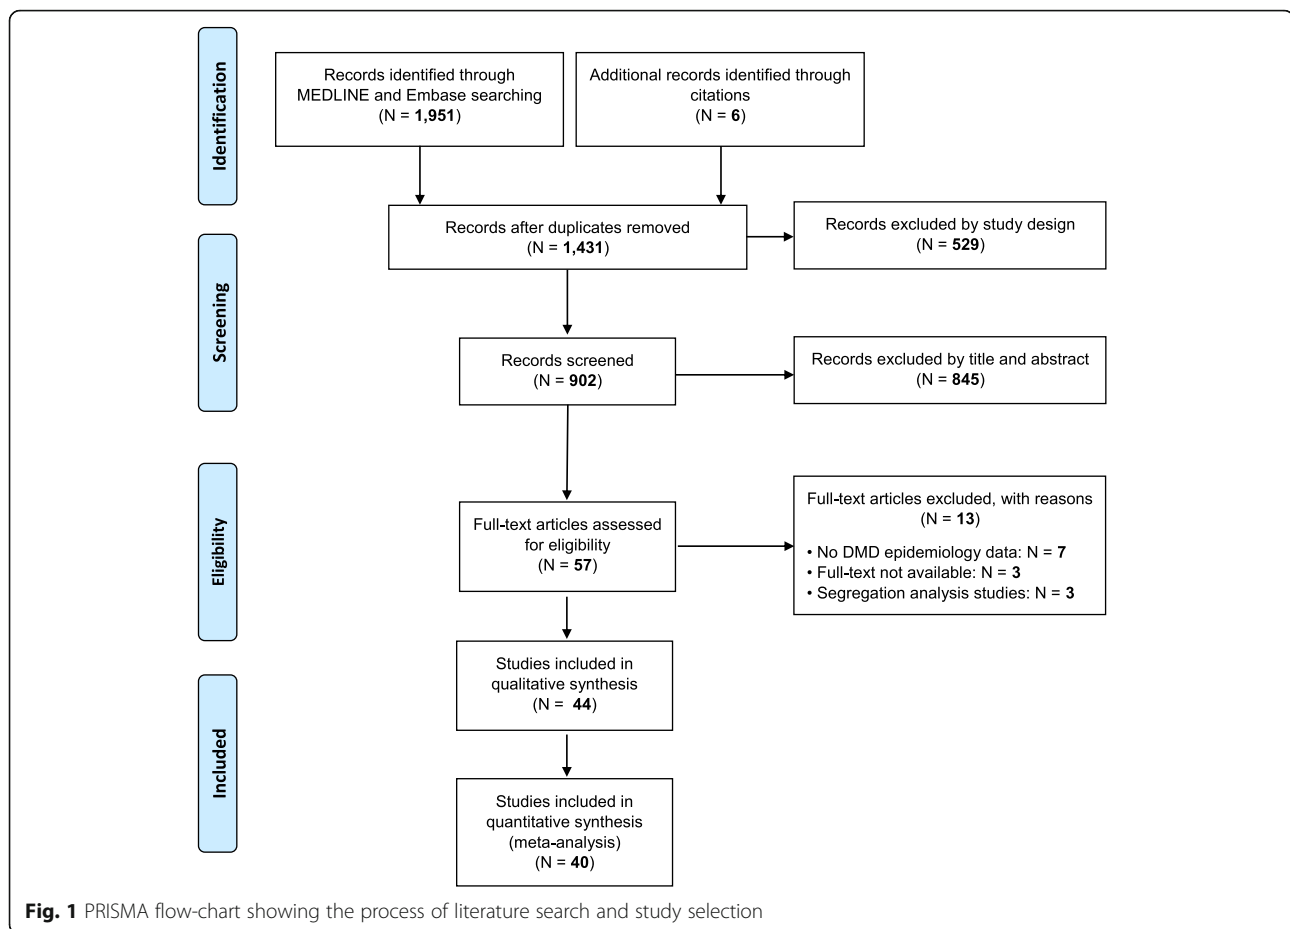 Identification
Records identified through
MEDLINE and Embase searching
(N = 1,951)
Additional records identified through
citations
(N = 6)
Records after duplicates removed
(N = 1,431)
Records excluded by study design
(N = 529)
Screening
Records screened
(N = 902)
Records excluded by title and abstract
(N = 845)
Eligibility
Full-text articles assessed
for eligibility
(N = 57)
Full-text articles excluded, with reasons
(N = 13)
• No DMD epidemiology data: N = 7
• Full-text not available: N = 3
• Segregation analysis studies: N = 3
Included
Studies included in
qualitative synthesis
(N = 44)
Studies included in
quantitative synthesis
(meta-analysis)
(N = 40)
Fig. 1 PRISMA flow-chart showing the process of literature search and study selection